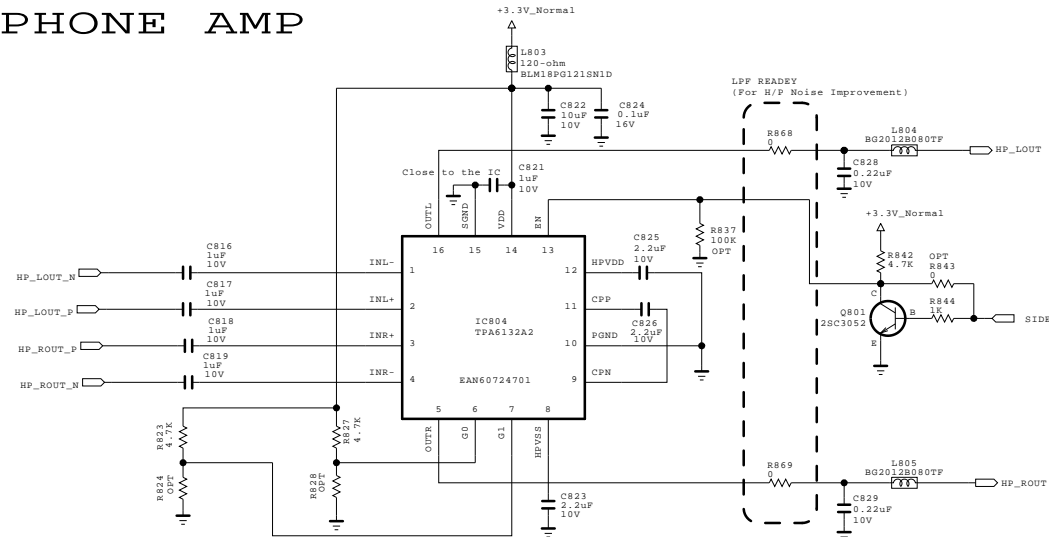 PHONE AMP
+3.3V_Normal
L803
120-ohm
BLM18PG121SN1D
C822
10uF
10V
C824
0.1uF
16V
LPF READEY
(For H/P Noise Improvement)
R868
0
L804
BG2012B080TF
HP_LOUT
C828
0.22uF
10V
Close to the IC
C821
1uF
10V
OUTL
SGND
VDD
EN
16
15
14
13
R837
100K
OPT
+3.3V_Normal
R842
4.7K
OPT
R843
0
R844
1K
Q801
2SC3052
C
B
E
SIDE
C816
1uF
10V
HP_LOUT_N
INL-
1
C817
1uF
10V
HP_LOUT_P
INL+
2
C818
1uF
10V
HP_ROUT_P
INR+
3
C819
1uF
10V
HP_ROUT_N
INR-
4
IC804
TPA6132A2
EAN60724701
12
HPVDD
C825
2.2uF
10V
11
CPP
C826
2.2uF
10V
10
PGND
9
CPN
5
6
7
8
OUTR
G0
G1
HPVSS
R823
4.7K
R824
OPT
R827
4.7K
R828
OPT
C823
2.2uF
10V
R869
0
L805
BG2012B080TF
HP_ROUT
C829
0.22uF
10V